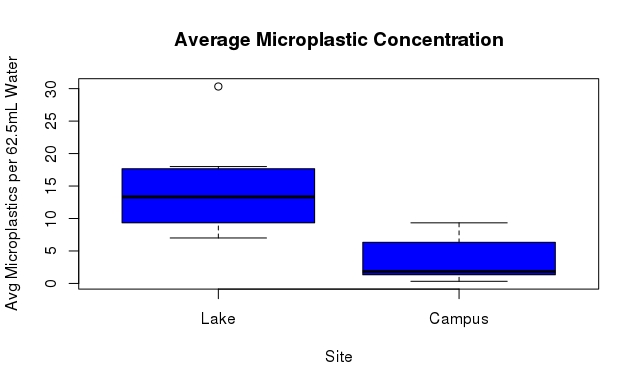 Average Microplastic Concentration
Avg Microplastics per 62.5mL Water
30
25
20
15
10
5
0
Lake
Campus
Site